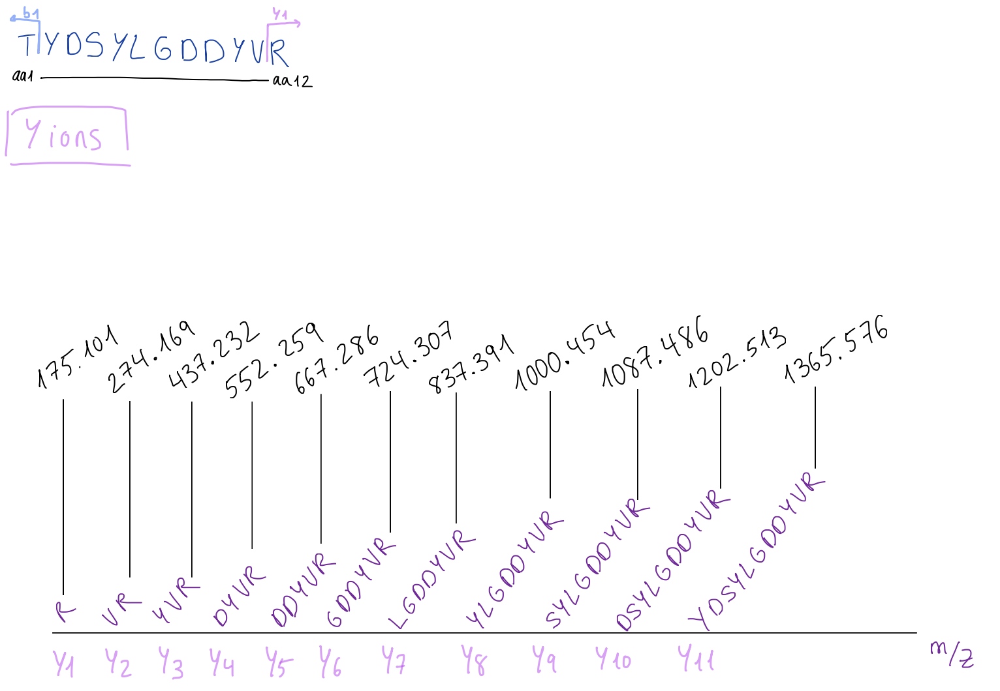 b1 y1
TYDSYLGDDYVR
aa1 aa12
Y ions
175.101 274.169 437.232 552.259 667.286 724.307 837.391 1000.454 1087.486 1202.513 1365.576
R VR YVR DYVR DDYVR GDDYVR LGDDYVR YLGDDYVR SYLGDDYVR DSYLGDDYVR YDSYLGDDYVR
Y1 Y2 Y3 Y4 Y5 Y6 Y7 Y8 Y9 Y10 Y11 m/z